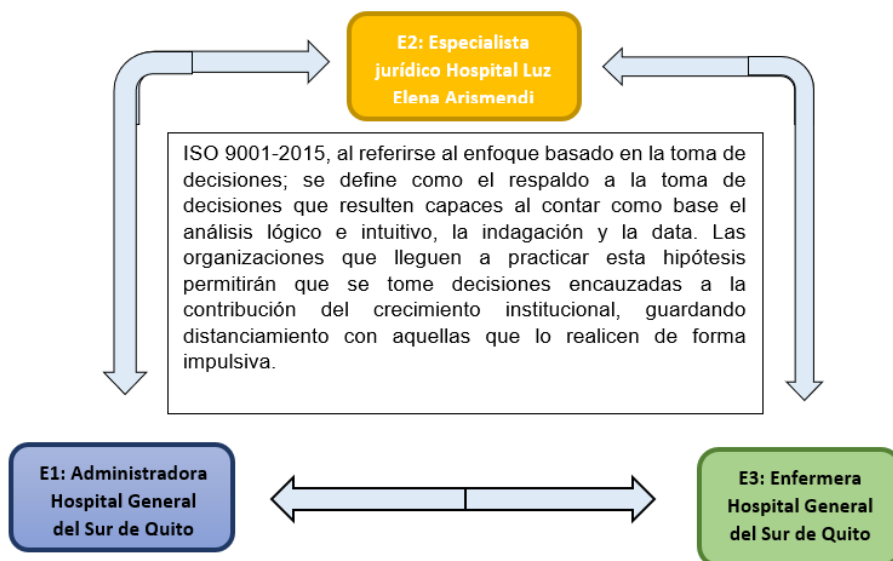 E2: Especialista
jurídico Hospital Luz
Elena Arismendi
ISO 9001-2015, al referirse al enfoque basado en la toma de
decisiones; se define como el respaldo a la toma de
decisiones que resulten capaces al contar como base el
análisis lógico e intuitivo, la indagación y la data. Las
organizaciones que lleguen a practicar esta hipótesis
permitirán que se tome decisiones encauzadas a la
contribución del crecimiento institucional, guardando
distanciamiento con aquellas que lo realicen de forma
impulsiva.
E1: Administradora
Hospital General
del Sur de Quito
E3: Enfermera
Hospital General
del Sur de Quito